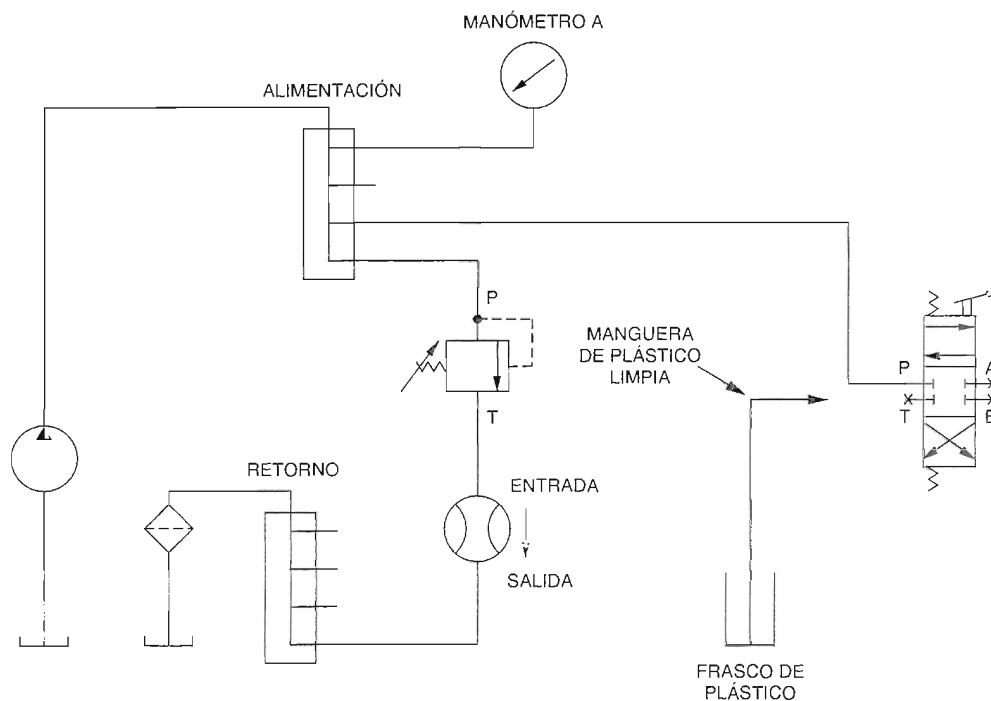 MANÓMETRO A
ALIMENTACIÓN
P
MANGUERA
DE PLÁSTICO
LIMPIA
P
A
T
B
T
RETORNO
ENTRADA
SALIDA
FRASCO DE
PLÁSTICO